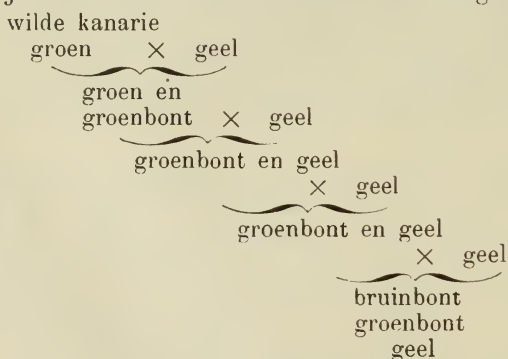 wilde kanarie
groen × geel
groen en
groenbont × geel
groenbont en geel
× geel
groenbont en geel
× geel
bruinbont
groenbont
geel